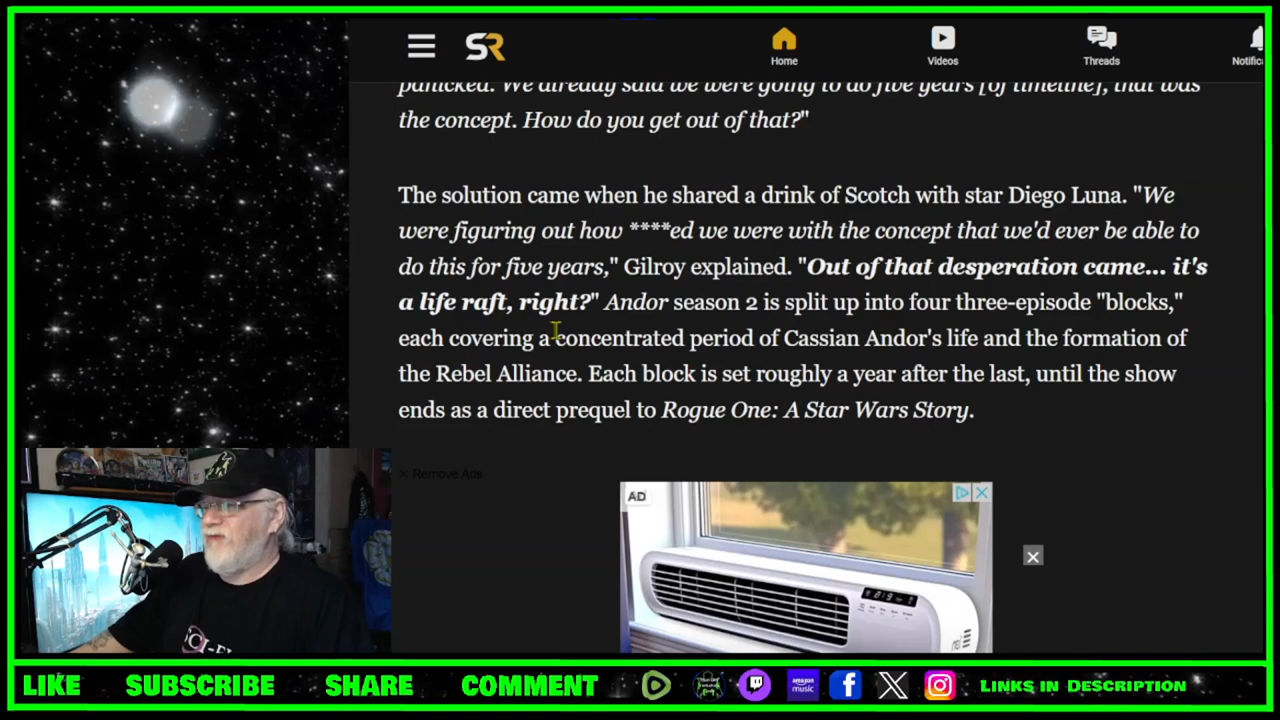 SR
Home
Videos
Threads
Notific
panicked. We already said we were going to do five years [of timeline], that was
the concept. How do you get out of that?"
The solution came when he shared a drink of Scotch with star Diego Luna. "We
were figuring out how ****ed we were with the concept that we'd ever be able to
do this for five years," Gilroy explained. "Out of that desperation came... it's
a life raft, right?" Andor season 2 is split up into four three-episode "blocks,"
each covering a concentrated period of Cassian Andor's life and the formation of
the Rebel Alliance. Each block is set roughly a year after the last, until the show
ends as a direct prequel to Rogue One: A Star Wars Story.
× Remove Ads
AD
LIKE SUBSCRIBE SHARE COMMENT amazon music Links in Description